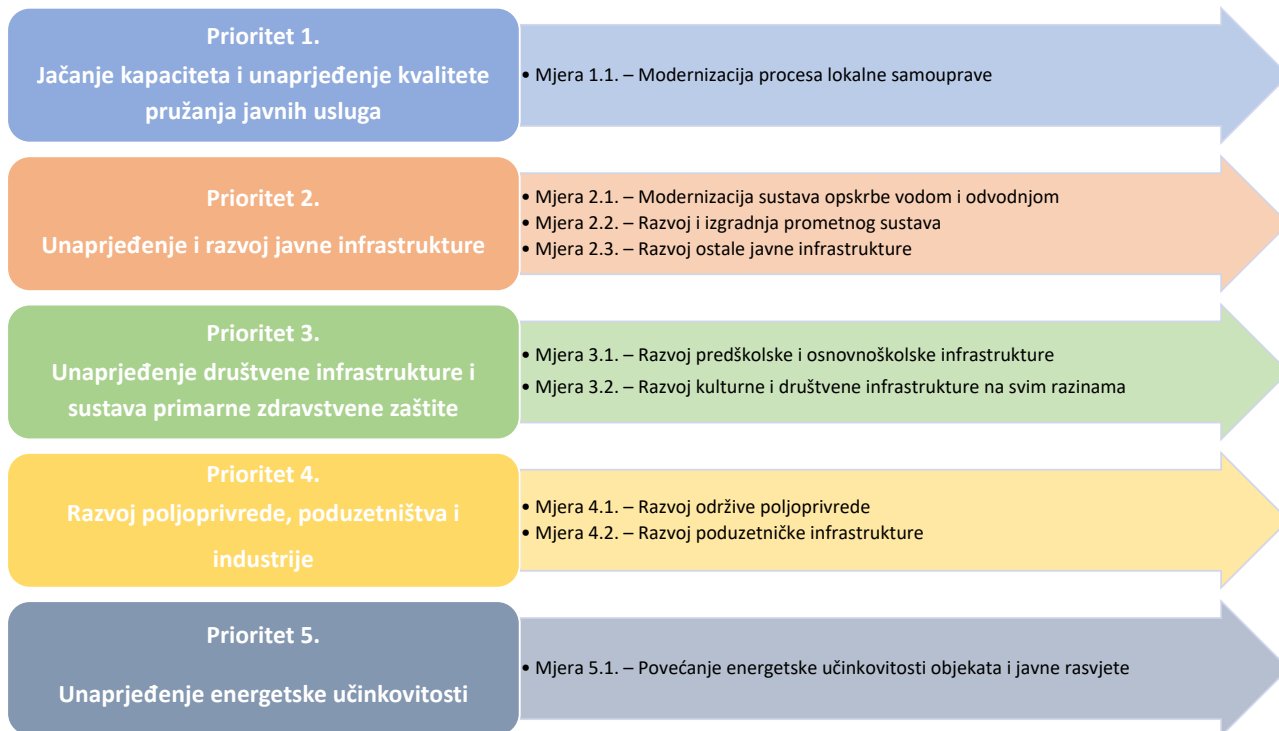 Prioritet 1.
Jačanje kapaciteta i unaprjeđenje kvalitete
pružanja javnih usluga
• Mjera 1.1. – Modernizacija procesa lokalne samouprave
Prioritet 2.
Unaprjeđenje i razvoj javne infrastrukture
• Mjera 2.1. – Modernizacija sustava opskrbe vodom i odvodnjom
• Mjera 2.2. – Razvoj i izgradnja prometnog sustava
• Mjera 2.3. – Razvoj ostale javne infrastrukture
Prioritet 3.
Unaprjeđenje društvene infrastrukture i
sustava primarne zdravstvene zaštite
• Mjera 3.1. – Razvoj predškolske i osnovnoškolske infrastrukture
• Mjera 3.2. – Razvoj kulturne i društvene infrastrukture na svim razinama
Prioritet 4.
Razvoj poljoprivrede, poduzetništva i
industrije
• Mjera 4.1. – Razvoj održive poljoprivrede
• Mjera 4.2. – Razvoj poduzetničke infrastrukture
Prioritet 5.
Unaprjeđenje energetske učinkovitosti
• Mjera 5.1. – Povećanje energetske učinkovitosti objekata i javne rasvjete